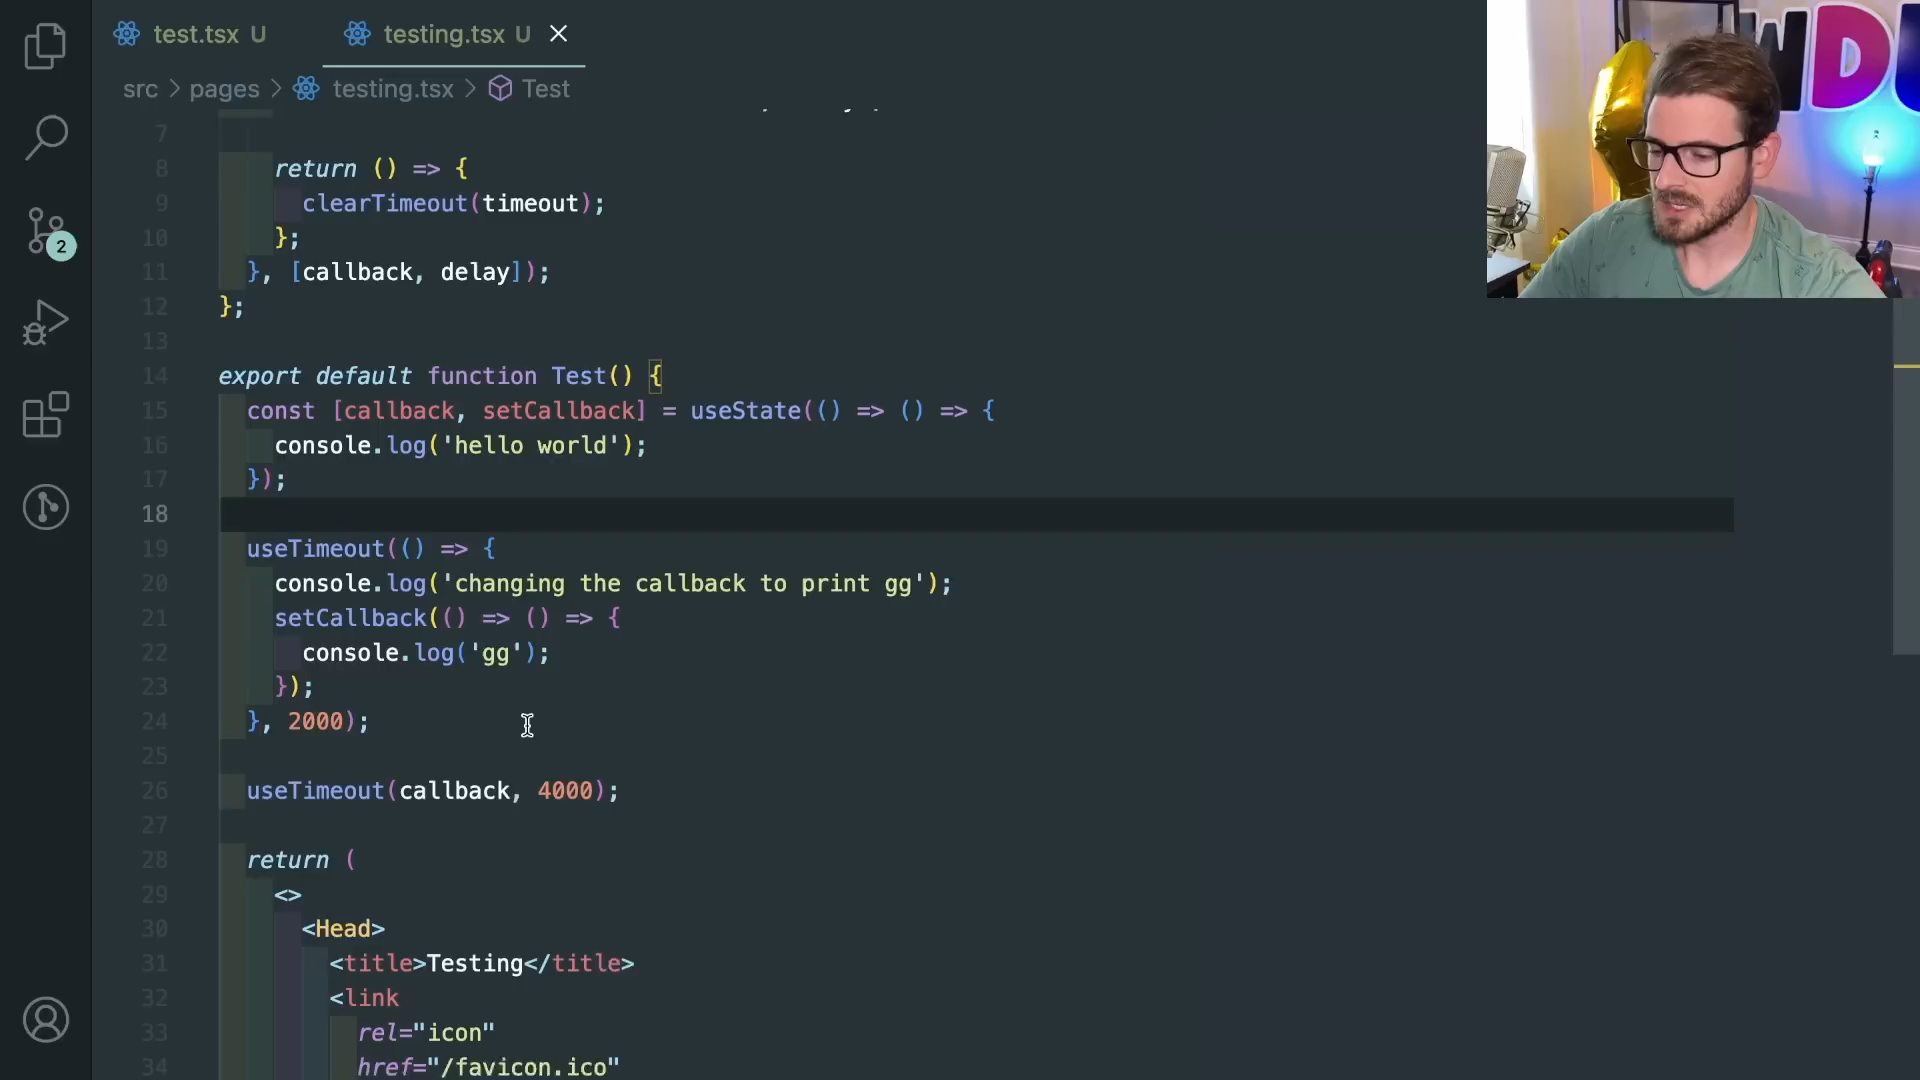 test.tsx U
testing.tsx U
src > pages > testing.tsx > Test
2
WDU
7
8 return () => {
9 clearTimeout(timeout);
10 };
11 }, [callback, delay]);
12 };
13
14 export default function Test() {
15 const [callback, setCallback] = useState(() => () => {
16 console.log('hello world');
17 });
18
19 useTimeout(() => {
20 console.log('changing the callback to print gg');
21 setCallback(() => () => {
22 console.log('gg');
23 });
24 }, 2000);
25
26 useTimeout(callback, 4000);
27
28 return (
29 <>
30 <Head>
31 <title>Testing</title>
32 <link
33 rel="icon"
34 href="/favicon.ico"